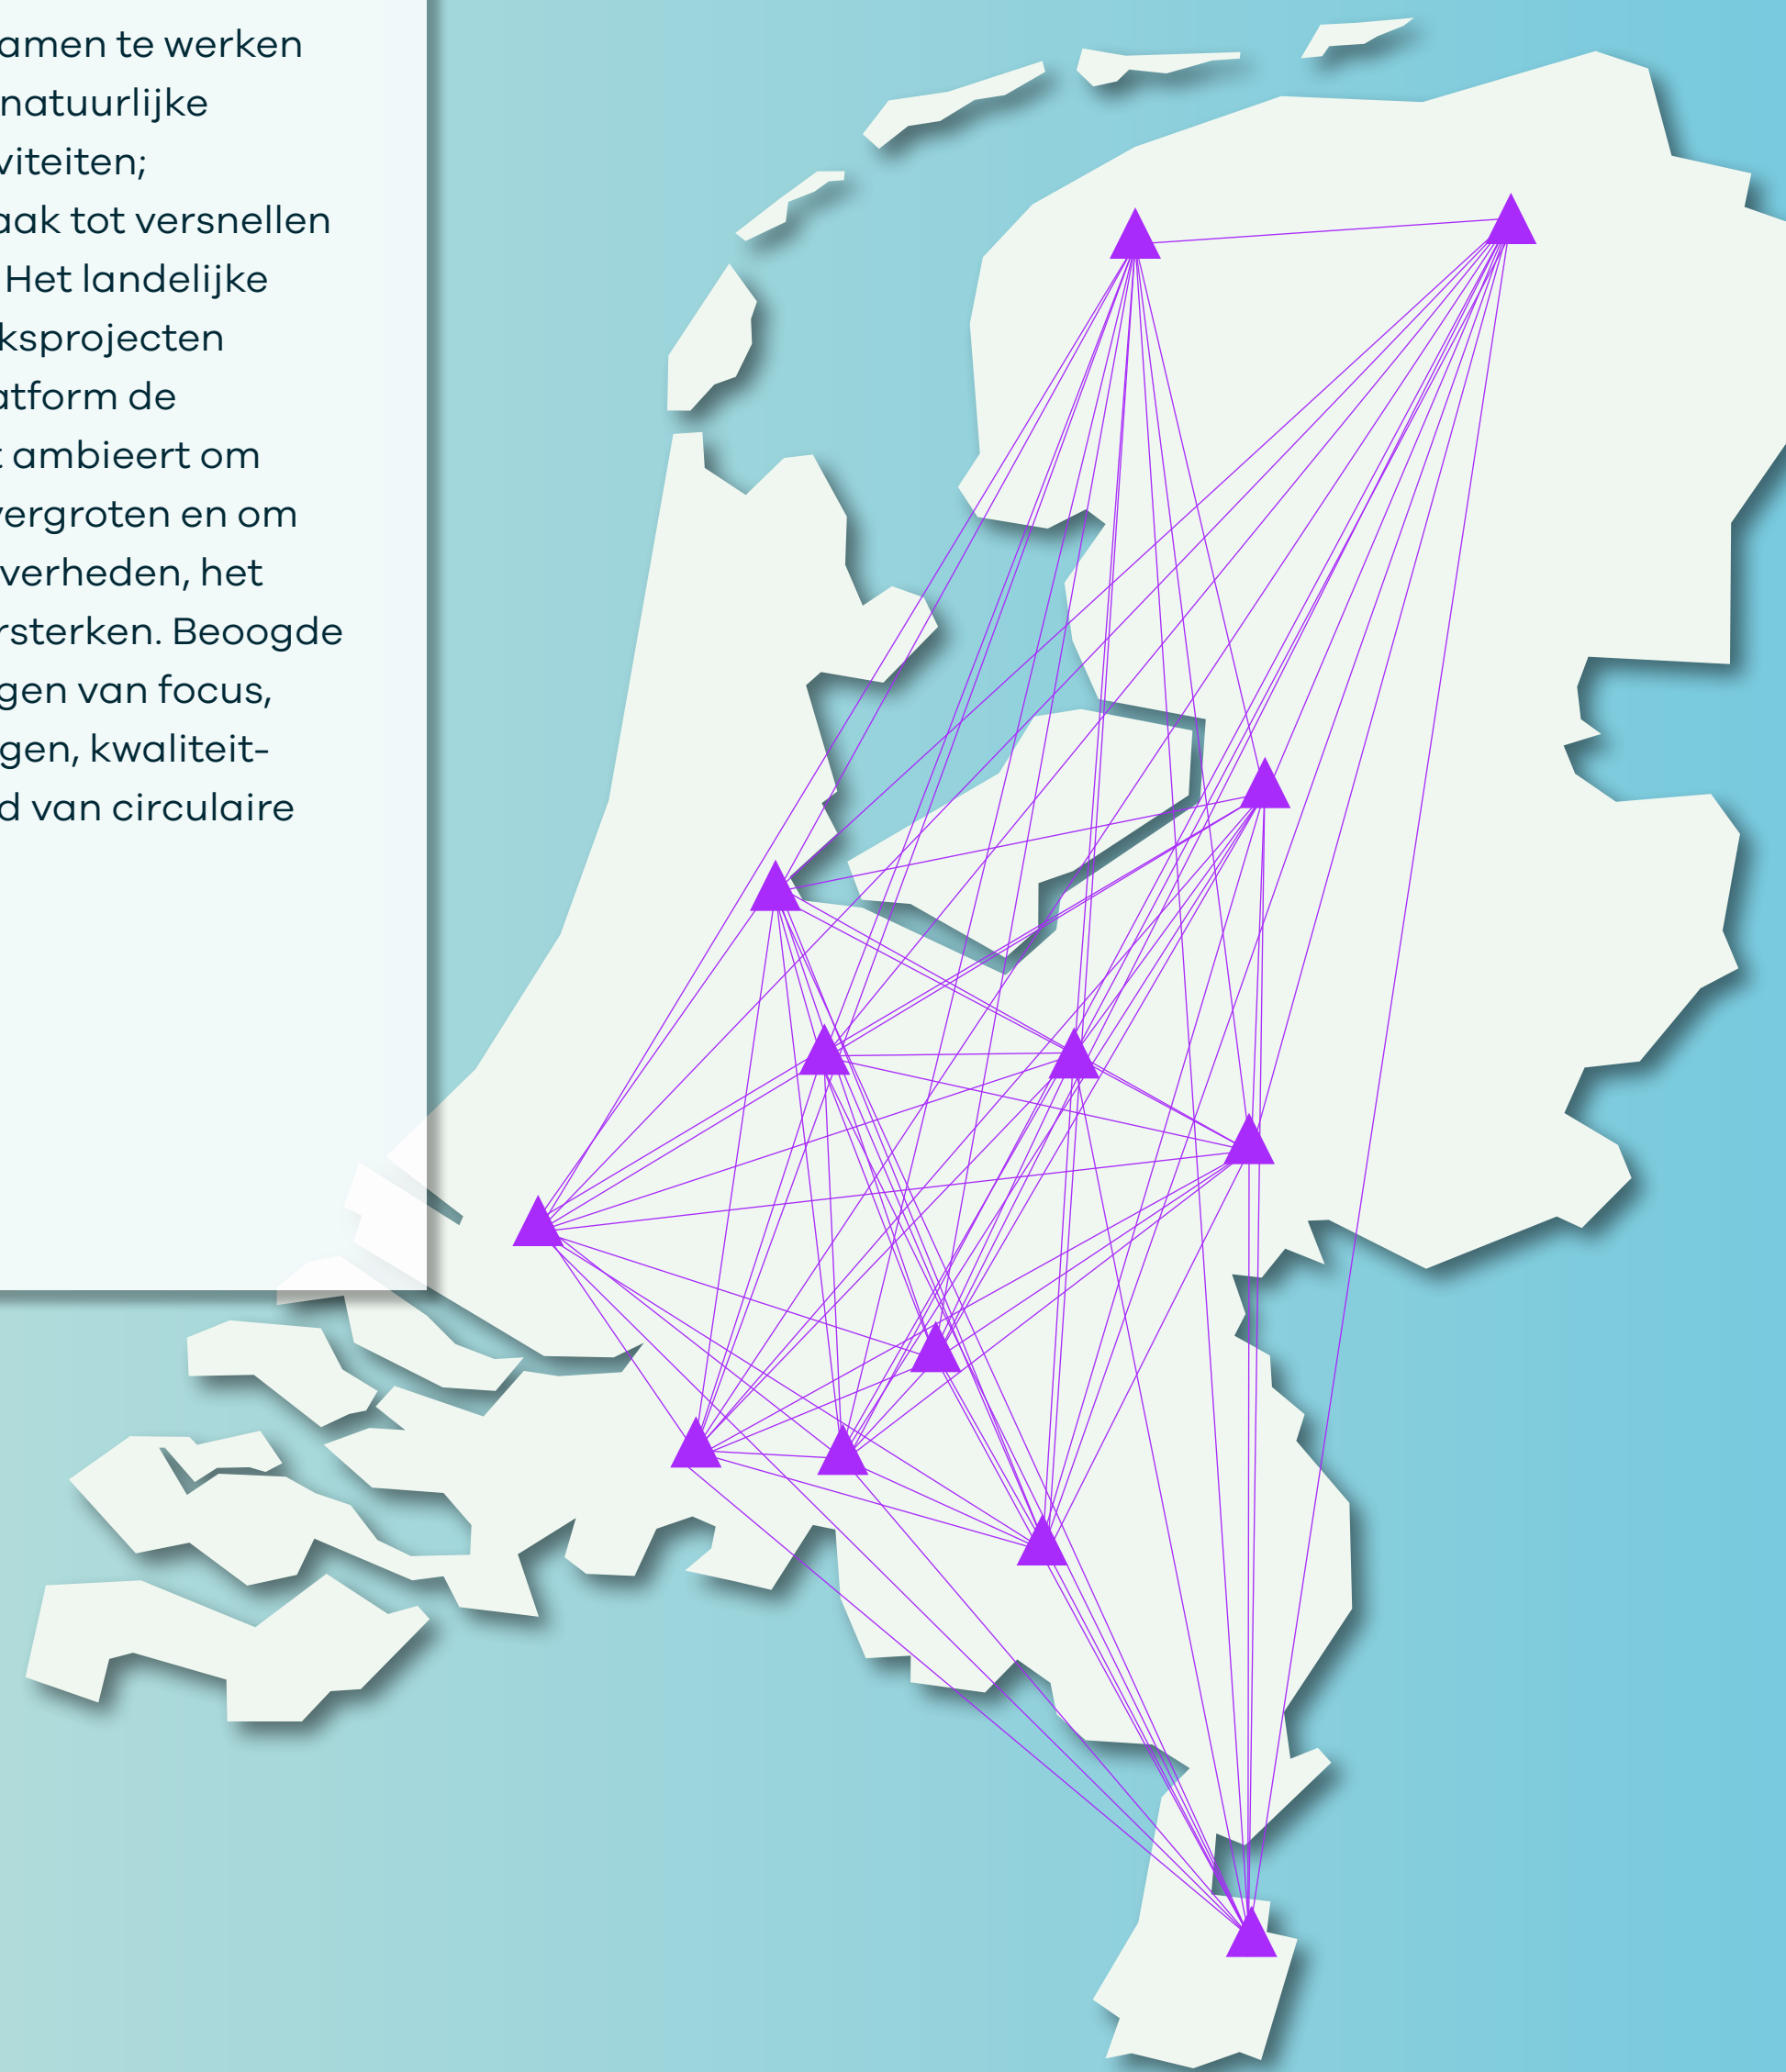 amen te werken
natuurlijke
viteiten;
aak tot versnellen
Het landelijke
ksprojecten
atform de
t ambieert om
vergroten en om
verheden, het
rsterken. Beoogde
gen van focus,
gen, kwaliteit-
d van circulaire